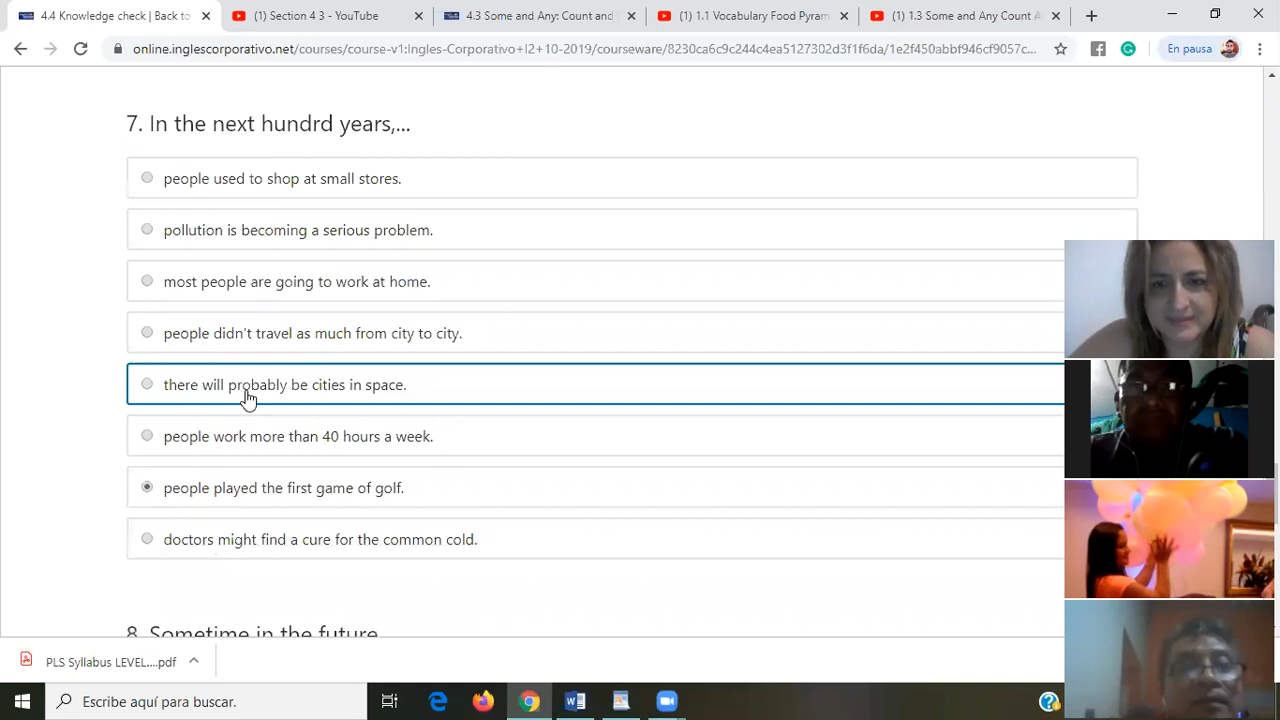 4.4 Knowledge check | Back to
(1) Section 4 3 - YouTube
4.3 Some and Any: Count and
(1) 1.1 Vocabulary Food Pyram
(1) 1.3 Some and Any Count A
online.inglescorporativo.net/courses/course-v1:Ingles-Corporativo+I2+10-2019/courseware/8230ca6c9c244c4ea5127302d3f1f6da/1e2f450abbf946cf9057c...
En pausa
7. In the next hundrd years,...
people used to shop at small stores.
pollution is becoming a serious problem.
most people are going to work at home.
people didn't travel as much from city to city.
there will probably be cities in space.
people work more than 40 hours a week.
people played the first game of golf.
doctors might find a cure for the common cold.
8. Sometime in the future
PLS Syllabus LEVEL....pdf
Escribe aquí para buscar.